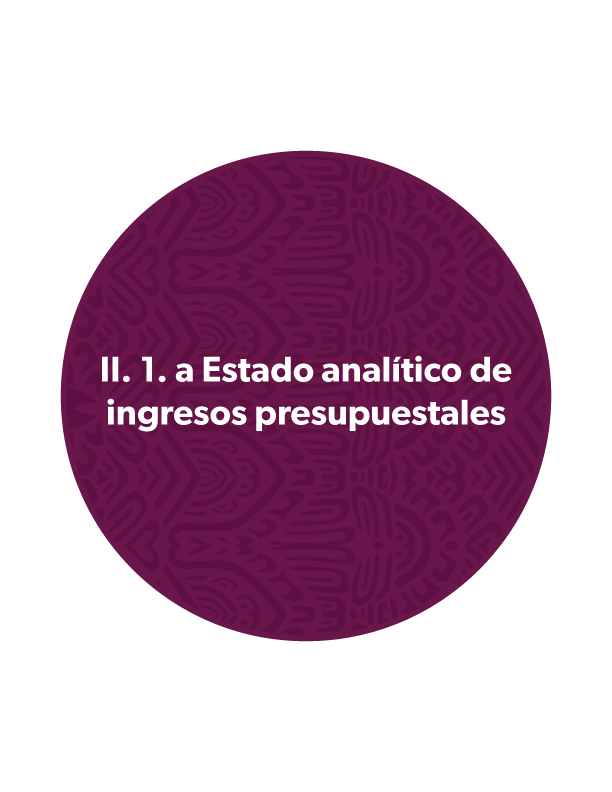 II. 1. a Estado analítico de
ingresos presupuestales